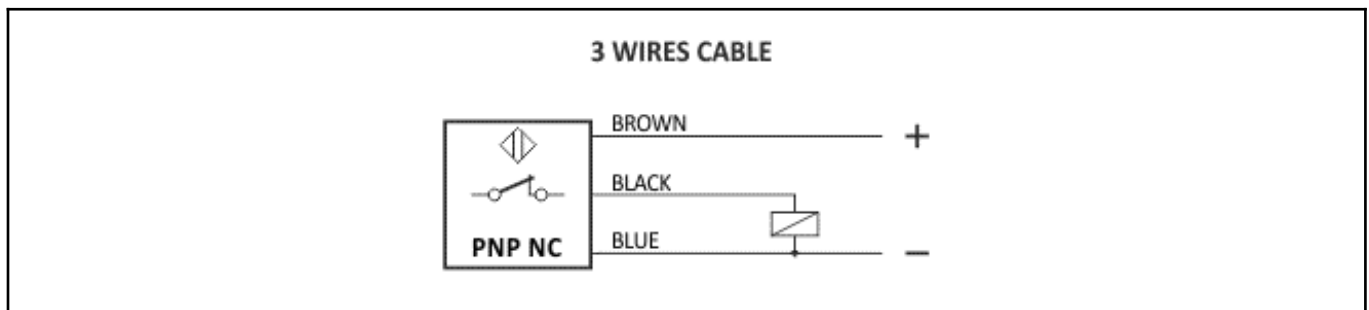 3 WIRES CABLE
BROWN
+
BLACK
PNP NC
BLUE
−